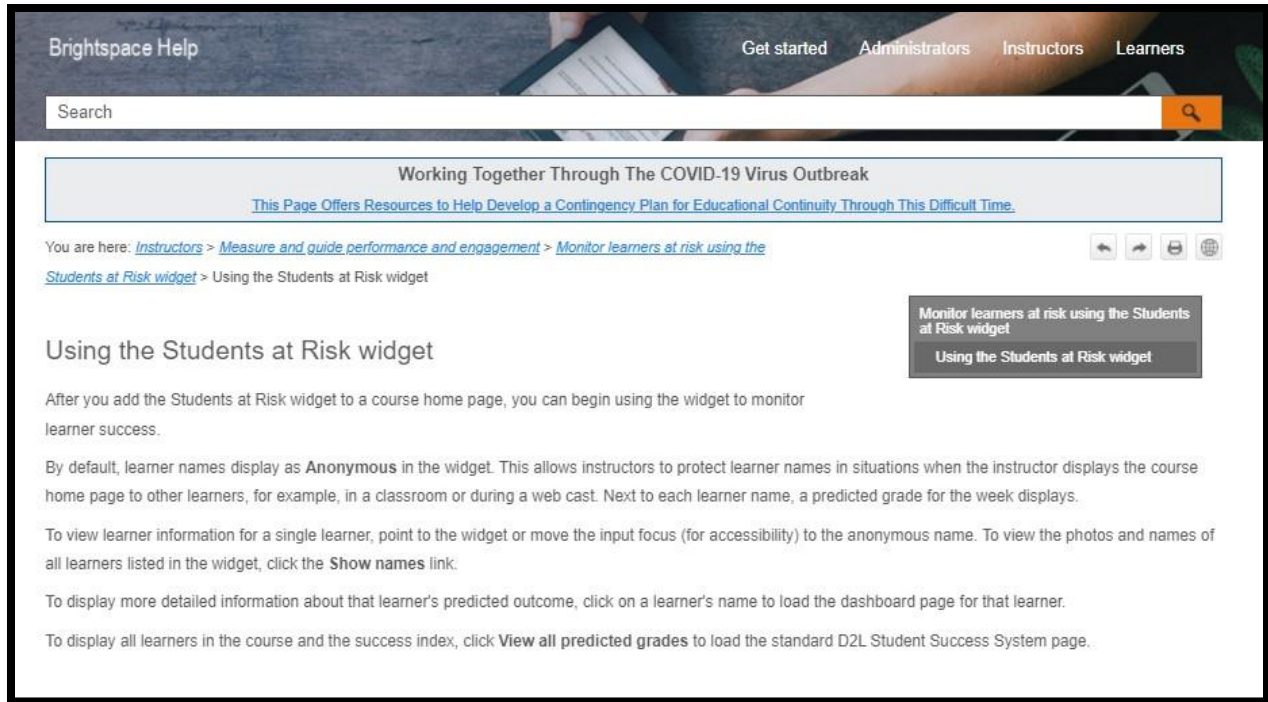 Brightspace Help
Get started Administrators Instructors Learners
Search
Working Together Through The COVID-19 Virus Outbreak
This Page Offers Resources to Help Develop a Contingency Plan for Educational Continuity Through This Difficult Time.
You are here: Instructors > Measure and guide performance and engagement > Monitor learners at risk using the
Students at Risk widget > Using the Students at Risk widget
Monitor learners at risk using the Students
at Risk widget
Using the Students at Risk widget
Using the Students at Risk widget
After you add the Students at Risk widget to a course home page, you can begin using the widget to monitor
learner success.
By default, learner names display as Anonymous in the widget. This allows instructors to protect learner names in situations when the instructor displays the course
home page to other learners, for example, in a classroom or during a web cast. Next to each learner name, a predicted grade for the week displays.
To view learner information for a single learner, point to the widget or move the input focus (for accessibility) to the anonymous name. To view the photos and names of
all learners listed in the widget, click the Show names link.
To display more detailed information about that learner's predicted outcome, click on a learner's name to load the dashboard page for that learner.
To display all learners in the course and the success index, click View all predicted grades to load the standard D2L Student Success System page.